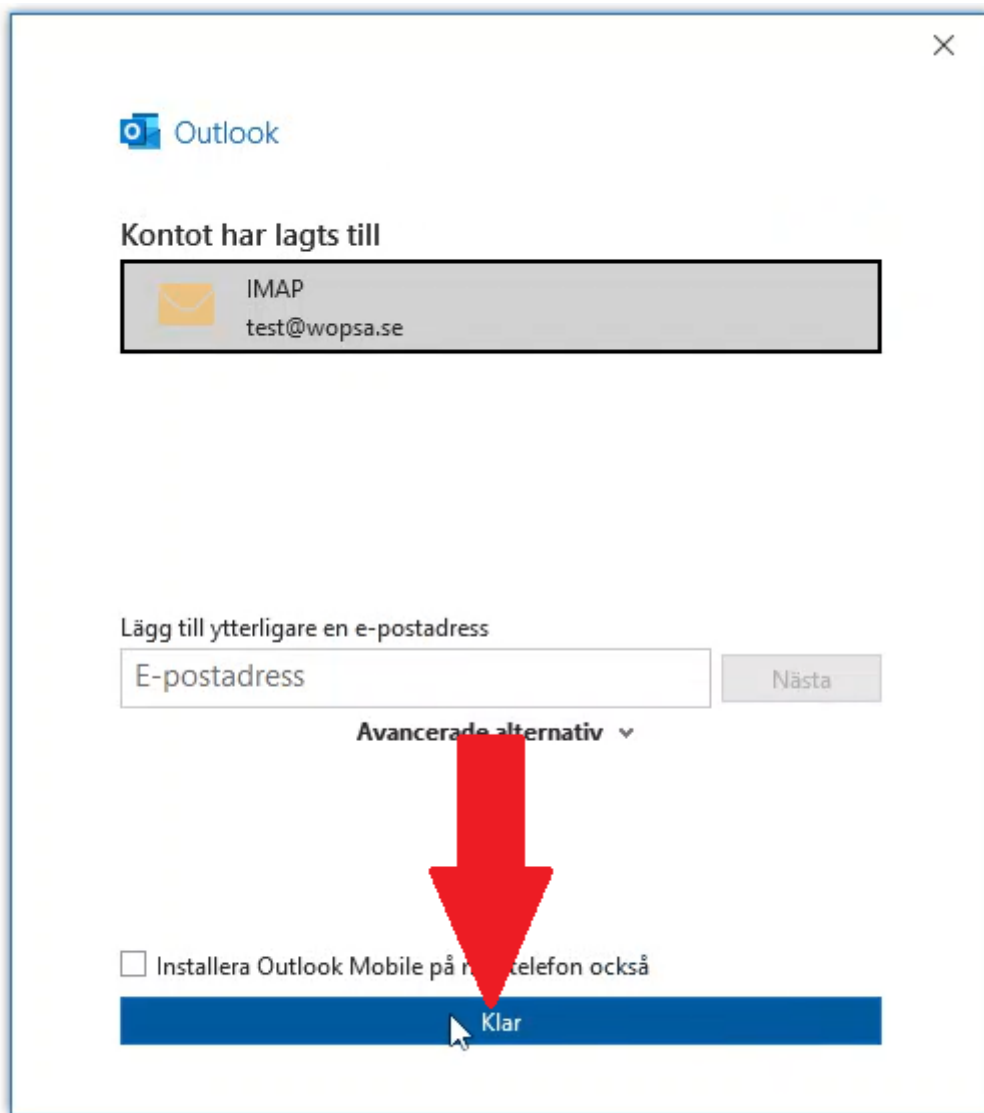 Outlook
Kontot har lagts till
IMAP
test@wopsa.se
Lägg till ytterligare en e-postadress
E-postadress
Nästa
Avancerade alternativ
Installera Outlook Mobile på telefon också
Klar